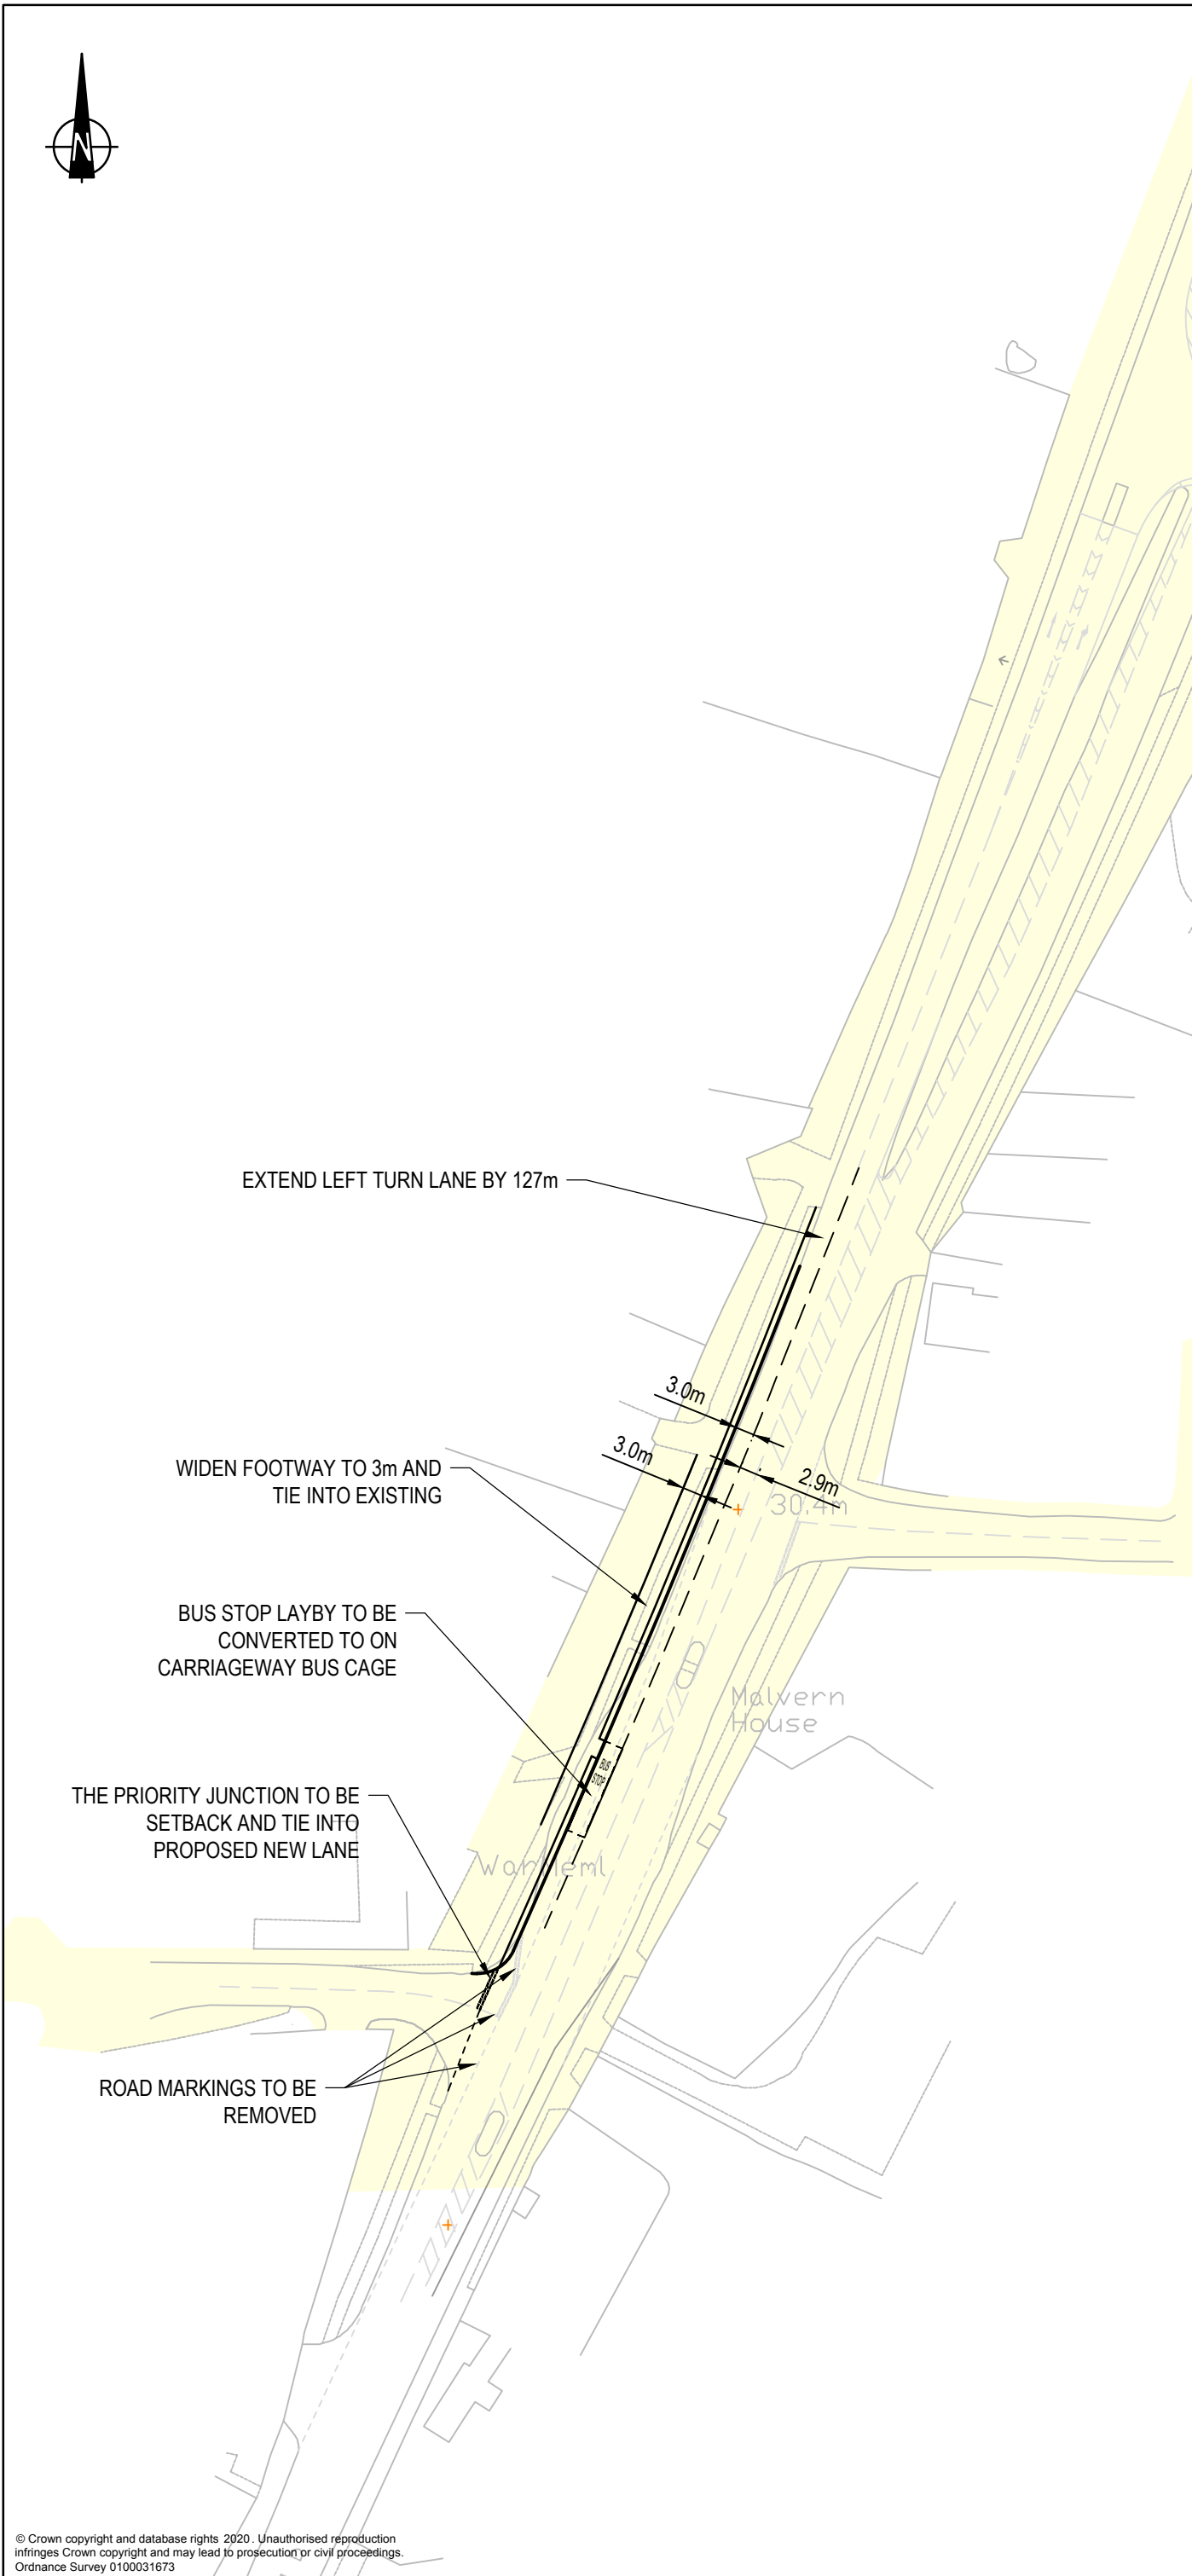 N
EXTEND LEFT TURN LANE BY 127m
3.0m
3.0m
2.9m
30.4m
WIDEN FOOTWAY TO 3m AND
TIE INTO EXISTING
BUS STOP LAYBY TO BE
CONVERTED TO ON
CARRIAGEWAY BUS CAGE
Malvern
House
BUS
STOP
THE PRIORITY JUNCTION TO BE
SETBACK AND TIE INTO
PROPOSED NEW LANE
ROAD MARKINGS TO BE
REMOVED
© Crown copyright and database rights 2020. Unauthorised reproduction
infringes Crown copyright and may lead to prosecution or civil proceedings.
Ordnance Survey 0100031673